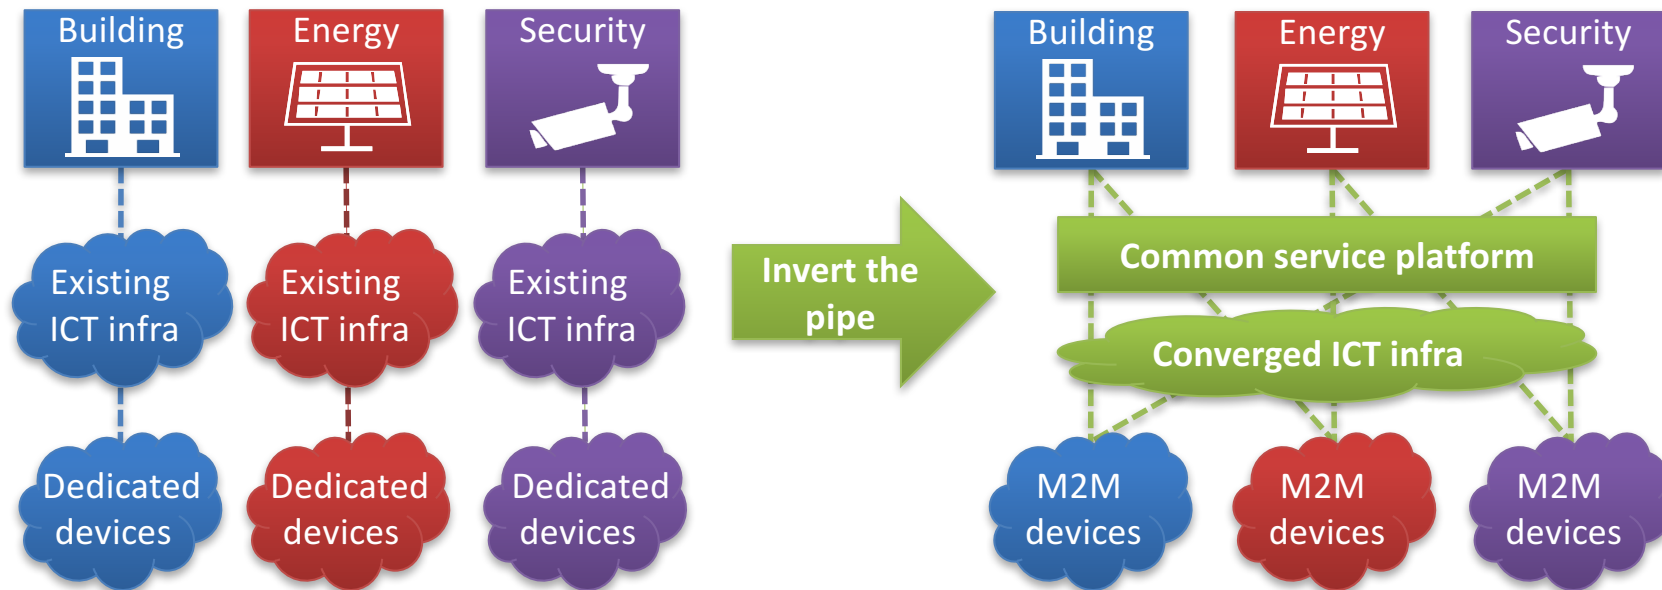 Building
Energy
Security
Existing
ICT infra
Existing
ICT infra
Existing
ICT infra
Dedicated
devices
Dedicated
devices
Dedicated
devices
Invert the
pipe
Building
Energy
Security
Common service platform
Converged ICT infra
M2M
devices
M2M
devices
M2M
devices